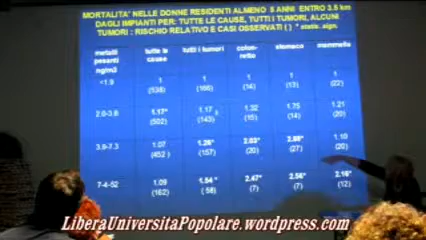 MORTALITA' NELLE DONNE RESIDENTI ALMENO 5 ANNI ENTRO 3.5 km
DAGLI IMPIANTI PER: TUTTE LE CAUSE, TUTTI I TUMORI, ALCUNI
TUMORI : RISCHIO RELATIVO E CASI OSSERVATI ( ) * statis. sign.
metalli pesanti ng/m3 tutte le cause tutti i tumori colon-retto stomaco mammella
<1.9 1 (538) 1 (166) 1 (14) 1 (13) 1 (22)
2.0-3.8 1.17* (502) 1.17 (143) 1.32 (15) 1.75 (14) 1.21 (20)
3.9-7.3 1.07 (452) 1.26* (157) 2.03* (20) 2.88* (27) 1.10 (20)
7-4-52 1.09 (162) 1.54* (58) 2.47* (7) 2.56* (7) 2.16* (12)
LiberaUniversitaPopolare.wordpress.com